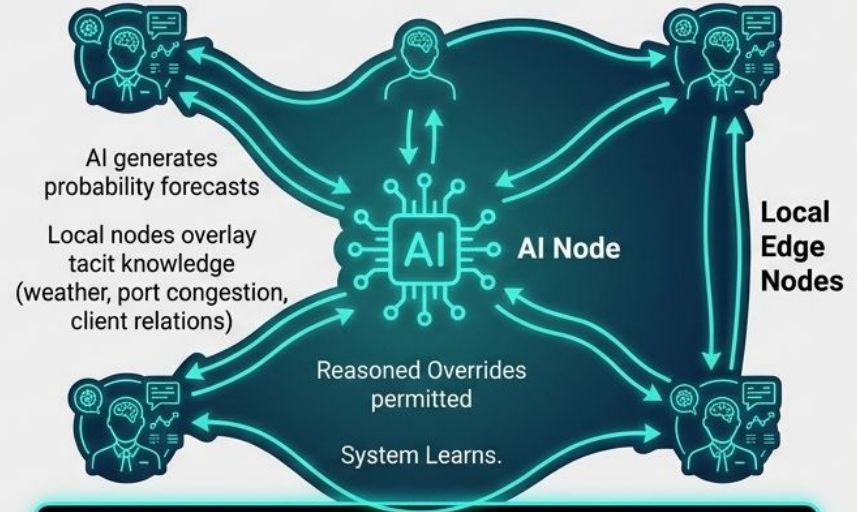 AI generates
probability forecasts
Local nodes overlay
tacit knowledge
(weather, port congestion,
client relations)
AI
AI Node
Local
Edge
Nodes
Reasoned Overrides
permitted
System Learns.